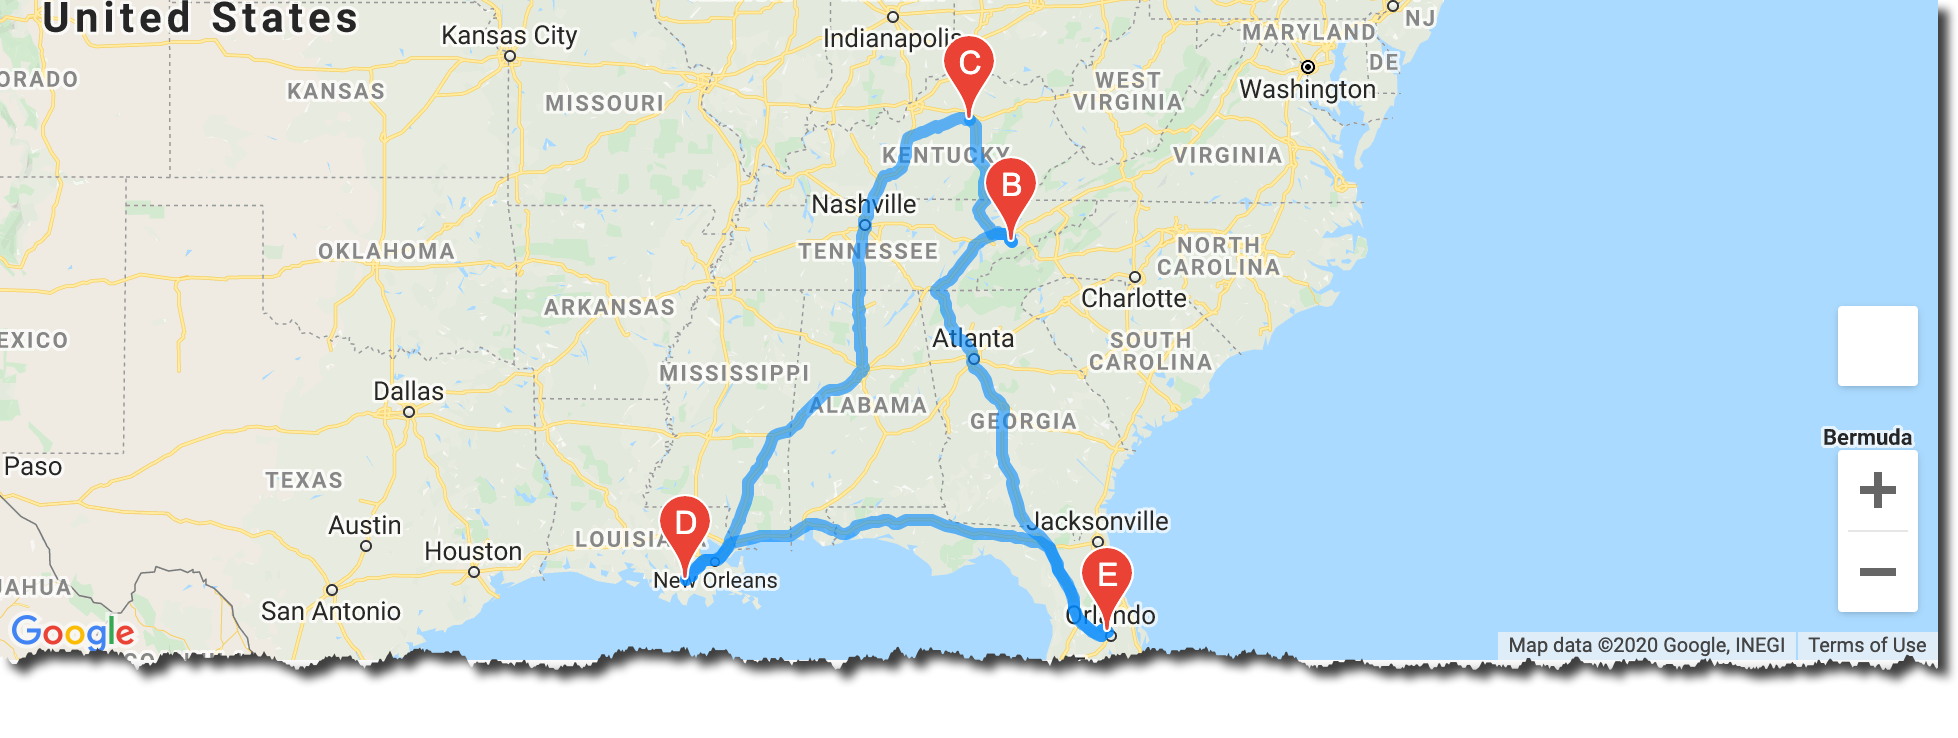 United States
Kansas City
Indianapolis
NJ
MARYLAND
DE
C
ORADO
KANSAS
MISSOURI
WEST
VIRGINIA
Washington
KENTUCKY
VIRGINIA
B
Nashville
OKLAHOMA
TENNESSEE
NORTH
CAROLINA
Charlotte
ARKANSAS
EXICO
Atlanta
SOUTH
CAROLINA
MISSISSIPPI
Dallas
ALABAMA
GEORGIA
Bermuda
Paso
TEXAS
Austin
D
Jacksonville
LOUISIA
Houston
E
New Orleans
UAHUA
San Antonio
Orlando
Google
Map data ©2020 Google, INEGI
Terms of Use